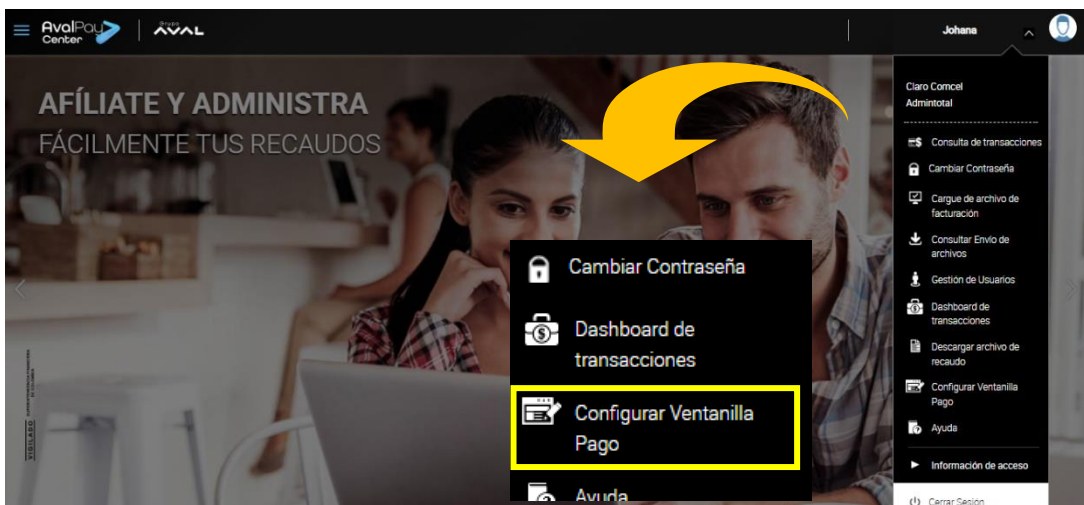 AvalPay
Center
Grupo
AVAL
Johana
AFÍLIATE Y ADMINISTRA
FÁCILMENTE TUS RECAUDOS
Claro Comcel
Admintotal
Consulta de transacciones
Cambiar Contraseña
Cargue de archivo de
facturación
Consultar Envío de
archivos
Gestión de Usuarios
Dashboard de
transacciones
Descargar archivo de
recaudo
Configurar Ventanilla
Pago
Ayuda
Información de acceso
Cerrar Sesión
Cambiar Contraseña
Dashboard de
transacciones
Configurar Ventanilla
Pago
Ayuda
VIGILADO